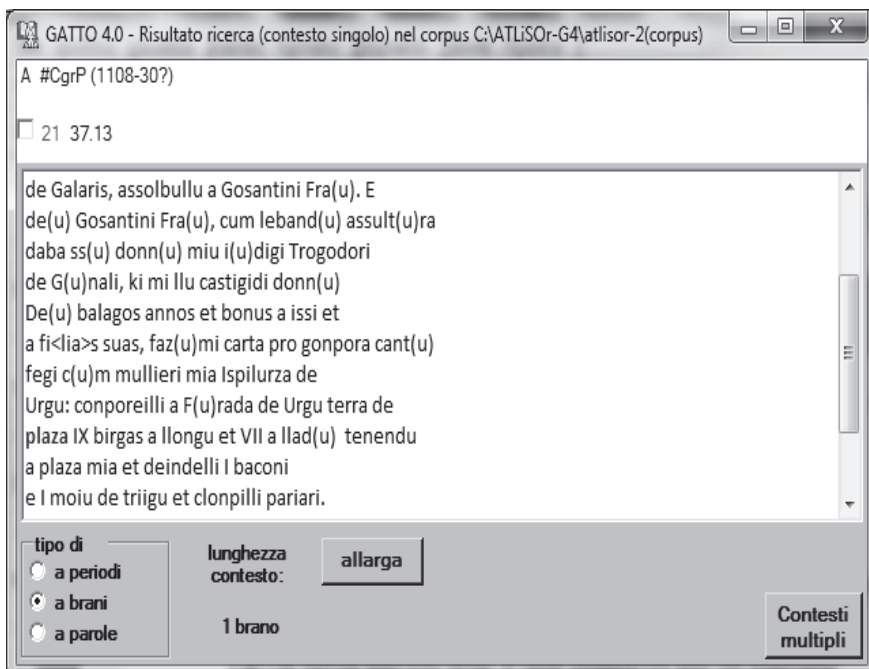 GATTO 4.0 - Risultato ricerca (contesto singolo) nel corpus C:\ATLiSOr-G4\atlisor-2(corpus)
A #CgrP (1108-30?)
21 37.13
de Galaris, assolbullu a Gosantini Fra(u). E
de(u) Gosantini Fra(u), cum leband(u) assult(u)ra
daba ss(u) donn(u) miu i(u)digi Trogodori
de G(u)nali, ki mi llu castigidi donn(u)
De(u) balagos annos et bonus a issi et
a fi<lia>s suas, faz(u)mi carta pro gonpora cant(u)
fegi c(u)m mullieri mia Ispilurza de
Urgu: conporeilli a F(u)rada de Urgu terra de
plaza IX birgas a llongu et VII a llad(u) tenendu
a plaza mia et deindelli I baconi
e I moiu de triigu et clonpilli pariari.
tipo di
a periodi
a brani
a parole
lunghezza
contesto:
1 brano
allarga
Contesti
multipli